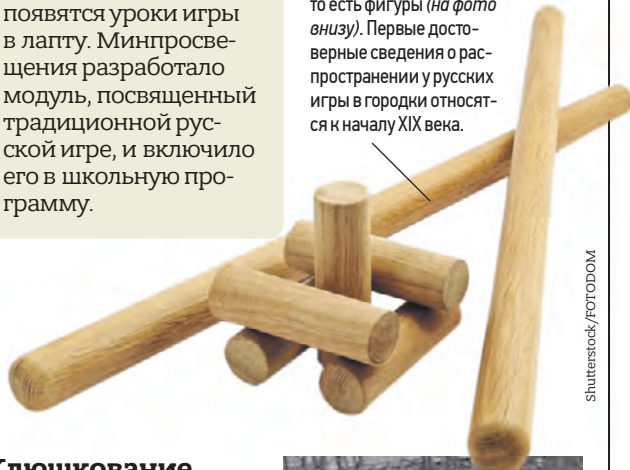 появятся уроки игры
в лапту. Минпросве-
щения разработало
модуль, посвященный
традиционной рус-
ской игре, и включило
его в школьную про-
грамму.
то есть фигуры (на фото
внизу). Первые досто-
верные сведения о рас-
пространении у русских
игры в городки относят-
ся к началу XIX века.
Shutterstock/FOTODOM
Клюшкование